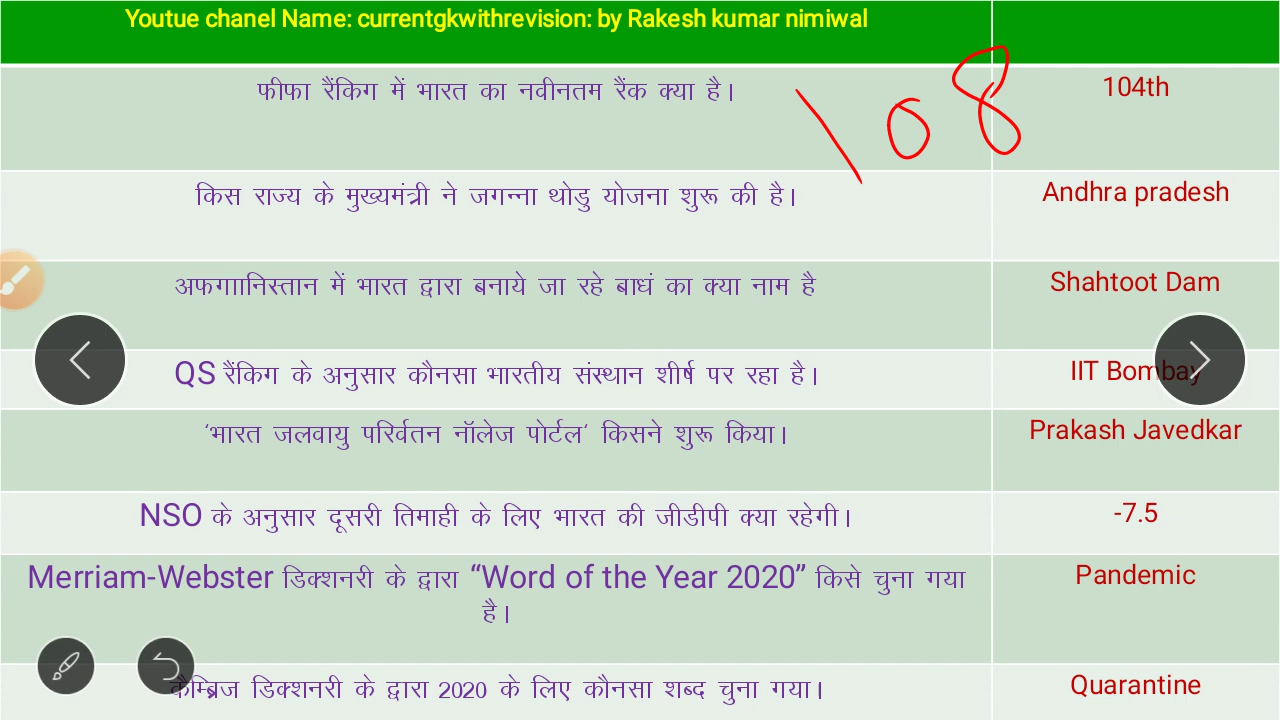 Youtue chanel Name: currentgkwithrevision: by Rakesh kumar nimiwal
फीफा रैंकिग में भारत का नवीनतम रैंक क्या है।
104th
108
किस राज्य के मुख्यमंत्री ने जगन्ना थोडु योजना शुरू की है।
Andhra pradesh
अफगाानिस्तान में भारत द्वारा बनाये जा रहे बाधं का क्या नाम है
Shahtoot Dam
QS रैंकिग के अनुसार कौनसा भारतीय संस्थान शीर्ष पर रहा है।
IIT Bombay
‘भारत जलवायु परिर्वतन नॉलेज पोर्टल’ किसने शुरू किया।
Prakash Javedkar
NSO के अनुसार दूसरी तिमाही के लिए भारत की जीडीपी क्या रहेगी।
-7.5
Merriam-Webster डिक्शनरी के द्वारा “Word of the Year 2020” किसे चुना गया
है।
Pandemic
कैम्ब्रिज डिक्शनरी के द्वारा 2020 के लिए कौनसा शब्द चुना गया।
Quarantine